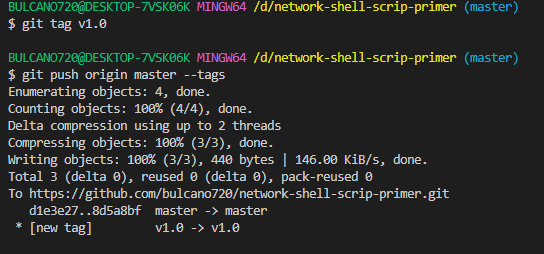 BULCANO720@DESKTOP-7VSK06K MINGW64 /d/network-shell-scrip-primer (master)
$ git tag v1.0
BULCANO720@DESKTOP-7VSK06K MINGW64 /d/network-shell-scrip-primer (master)
$ git push origin master --tags
Enumerating objects: 4, done.
Counting objects: 100% (4/4), done.
Delta compression using up to 2 threads
Compressing objects: 100% (3/3), done.
Writing objects: 100% (3/3), 440 bytes | 146.00 KiB/s, done.
Total 3 (delta 0), reused 0 (delta 0), pack-reused 0
To https://github.com/bulcano720/network-shell-scrip-primer.git
   d1e3e27..8d5a8bf  master -> master
 * [new tag]         v1.0 -> v1.0